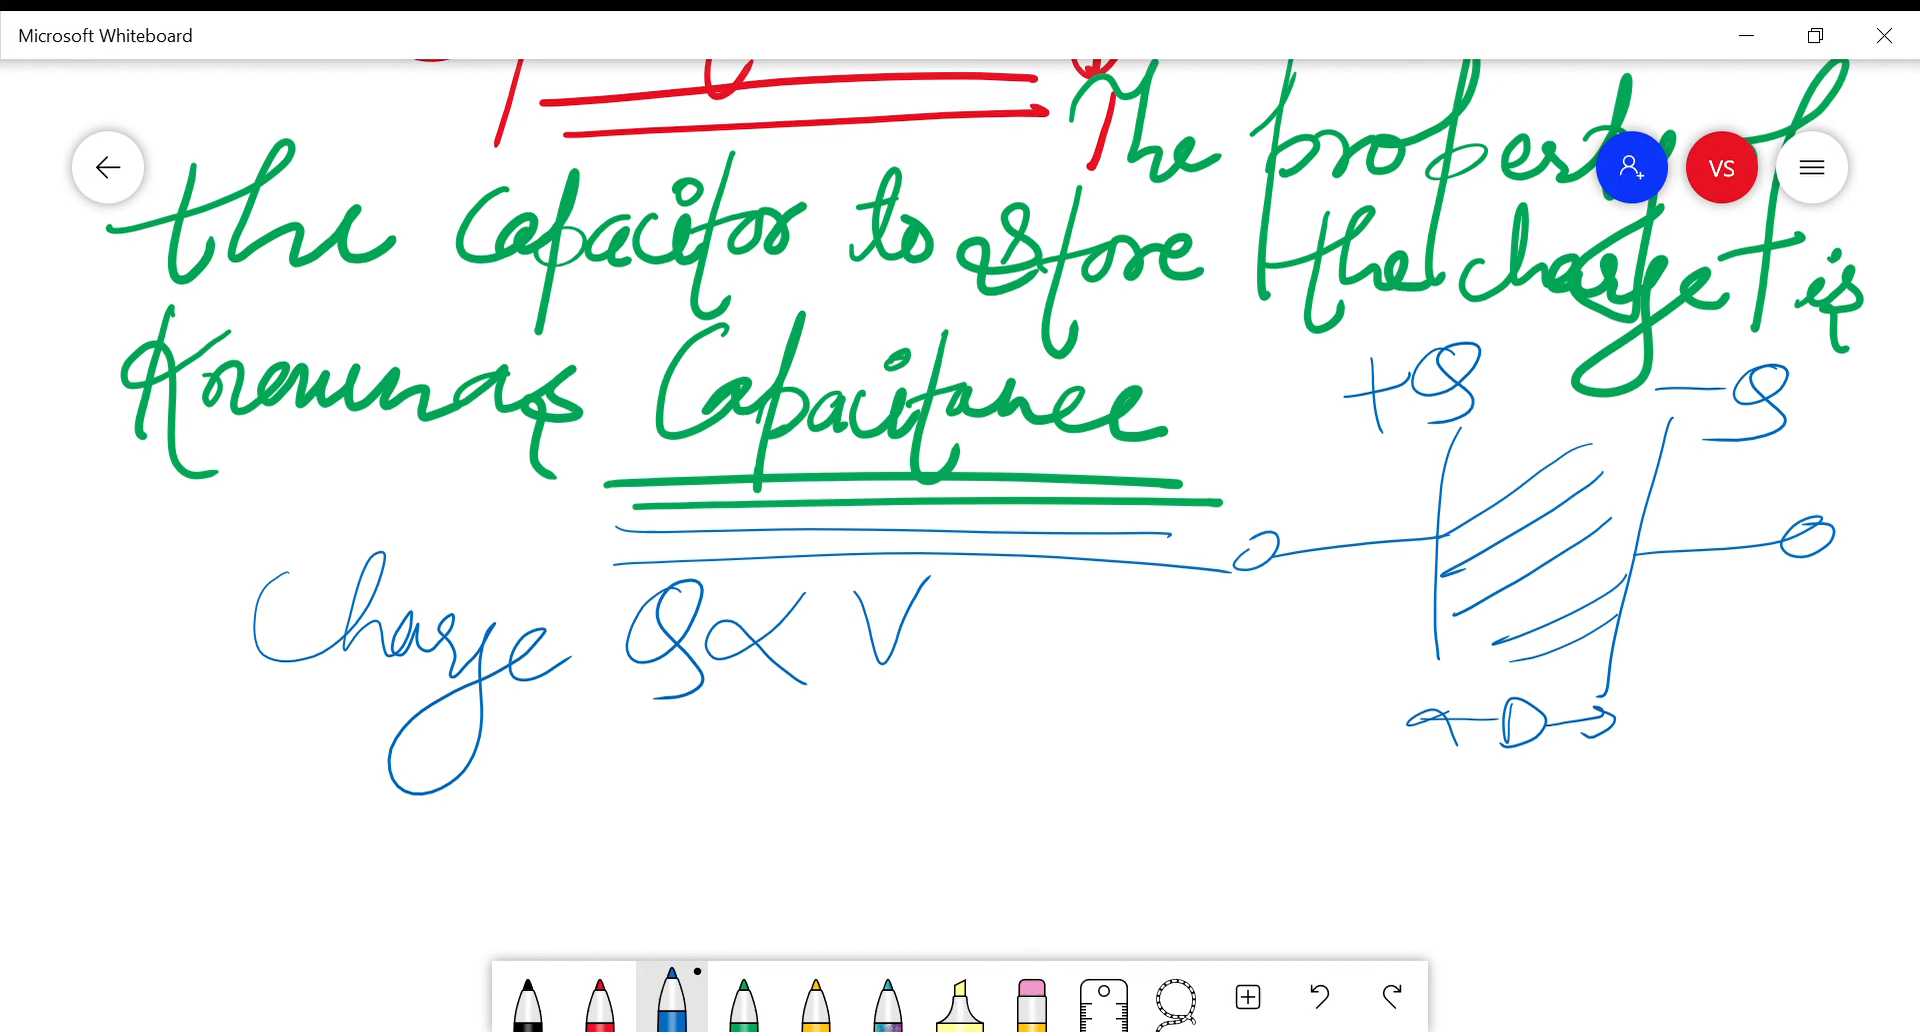 Microsoft Whiteboard
The property of
the capacitor to store the charge is
Known as Capacitance
VS
+Q -Q
Charge Q ∝ V
D